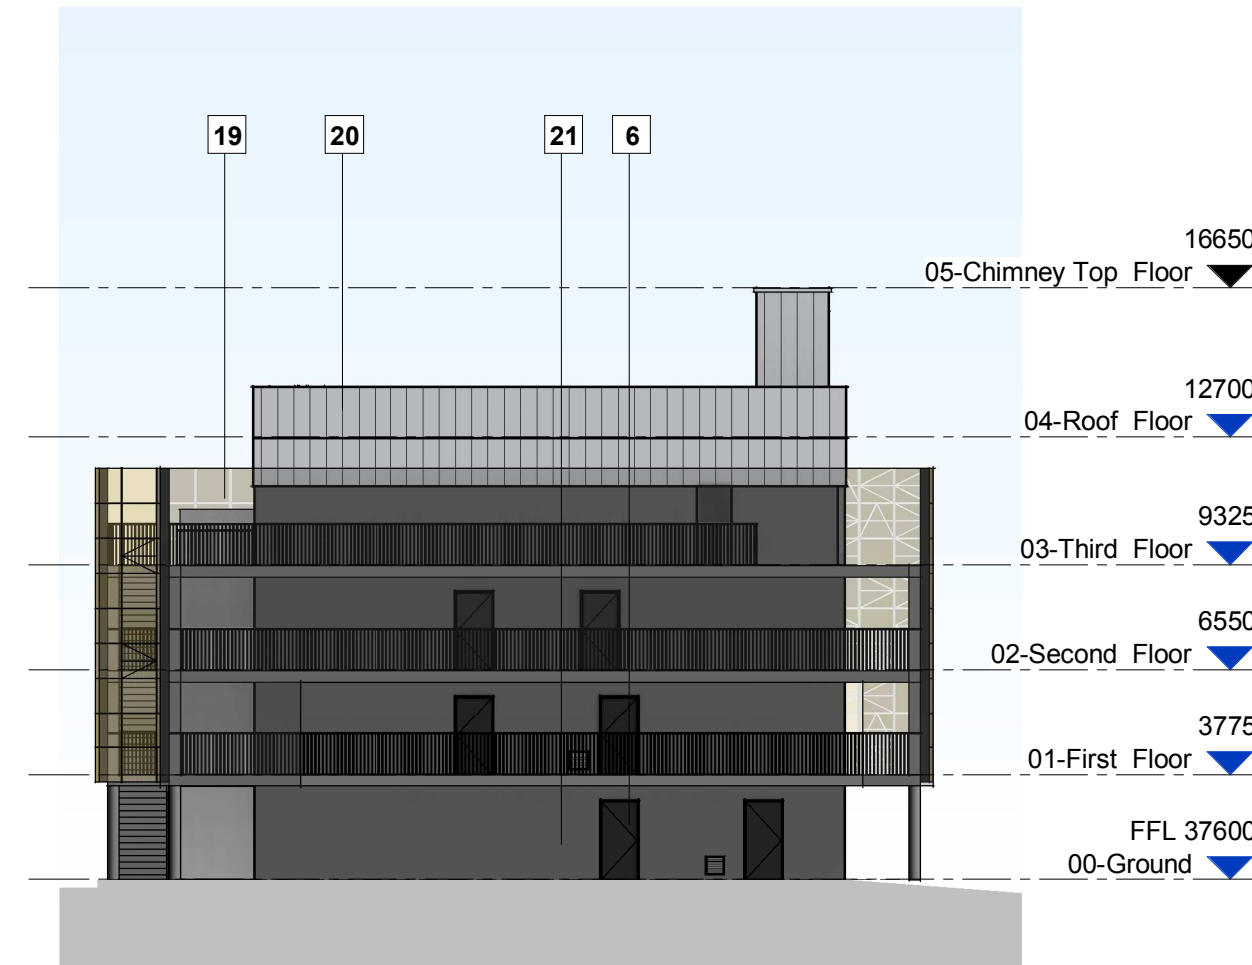 19 20 21 6
16650
05-Chimney Top Floor
12700
04-Roof Floor
9325
03-Third Floor
6550
02-Second Floor
3775
01-First Floor
FFL 37600
00-Ground